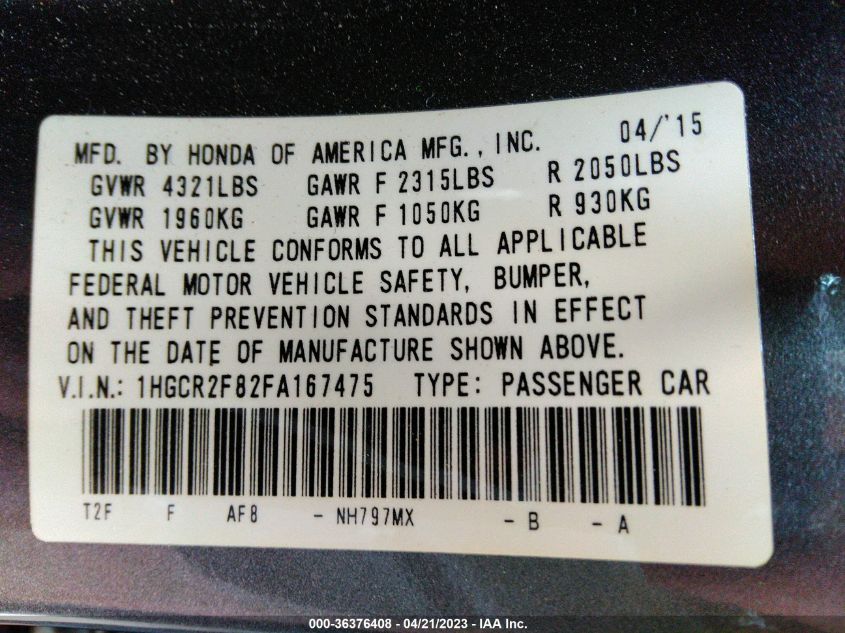 MFD. BY HONDA OF AMERICA MFG., INC. 04/'15
GVWR 4321LBS GAWR F 2315LBS R 2050LBS
GVWR 1960KG GAWR F 1050KG R 930KG
THIS VEHICLE CONFORMS TO ALL APPLICABLE
FEDERAL MOTOR VEHICLE SAFETY, BUMPER,
AND THEFT PREVENTION STANDARDS IN EFFECT
ON THE DATE OF MANUFACTURE SHOWN ABOVE.
V.I.N.: 1HGCR2F82FA167475 TYPE: PASSENGER CAR
T2F F AF8 - NH797MX - B - A
000-36376408 - 04/21/2023 - IAA Inc.